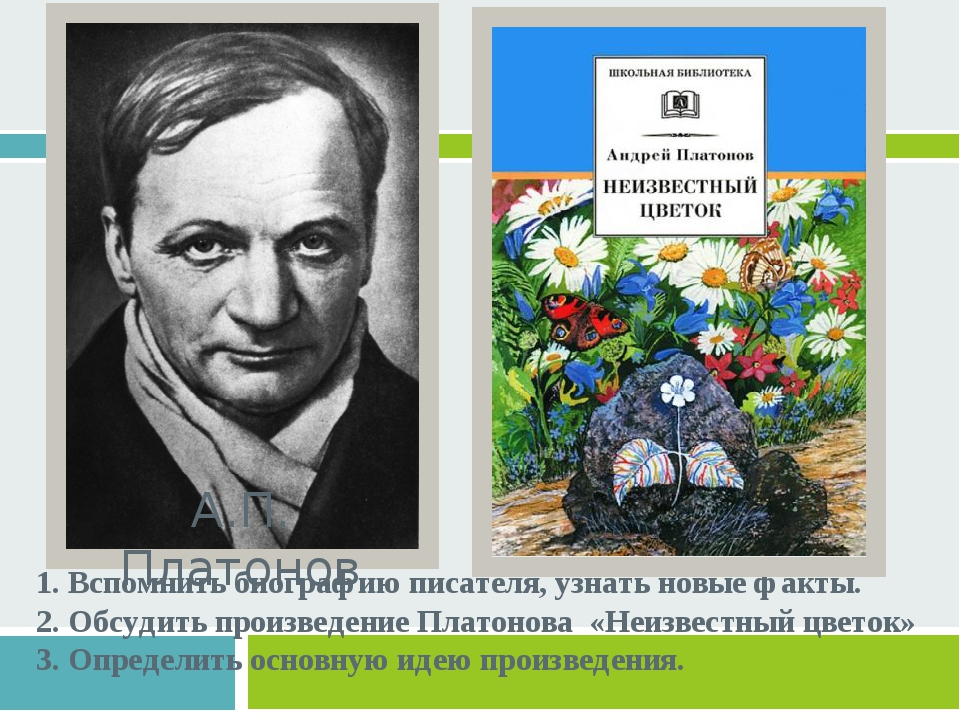 ШКОЛЬНАЯ БИБЛИОТЕКА
Андрей Платонов
НЕИЗВЕСТНЫЙ
ЦВЕТОК
А.П.
Платонов
1. Вспомнить биографию писателя, узнать новые факты.
2. Обсудить произведение Платонова «Неизвестный цветок»
3. Определить основную идею произведения.